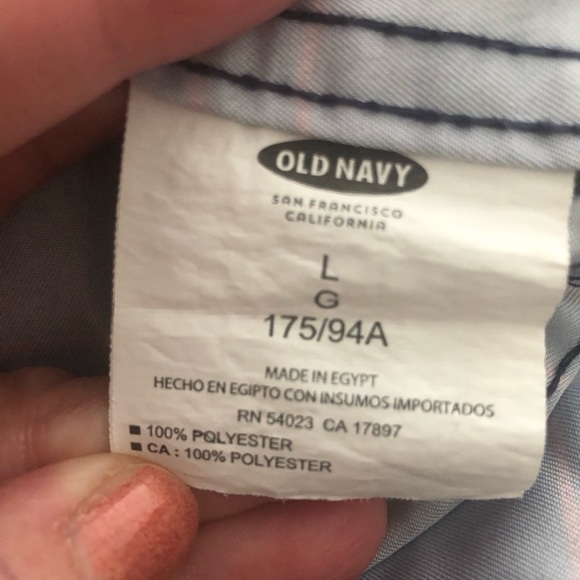 OLD NAVY
SAN FRANCISCO
CALIFORNIA
L
G
175/94A
MADE IN EGYPT
HECHO EN EGIPTO CON INSUMOS IMPORTADOS
RN 54023 CA 17897
■ 100% POLYESTER
■ CA : 100% POLYESTER